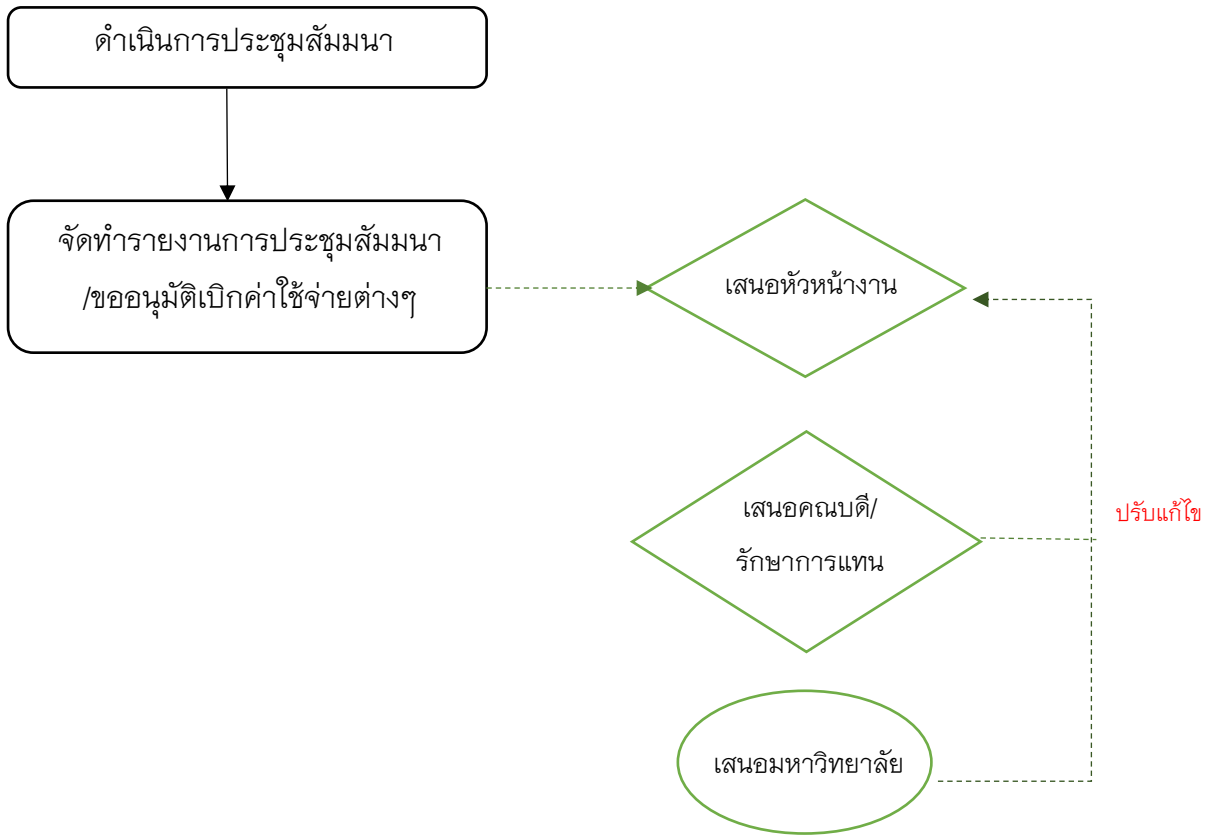 ดำเนินการประชุมสัมมนา
จัดทำรายงานการประชุมสัมมนา
/ขออนุมัติเบิกค่าใช้จ่ายต่างๆ
เสนอหัวหน้างาน
เสนอคณบดี/
รักษาการแทน
ปรับแก้ไข
เสนอมหาวิทยาลัย